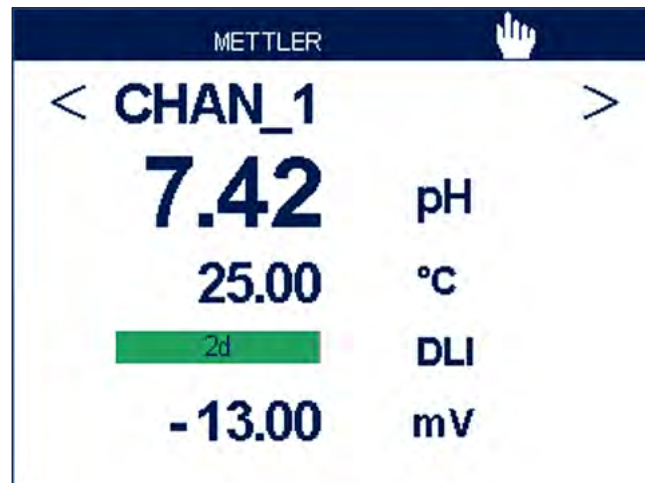 METTLER
< CHAN_1 >
7.42 pH
25.00 °C
2d DLI
- 13.00 mV